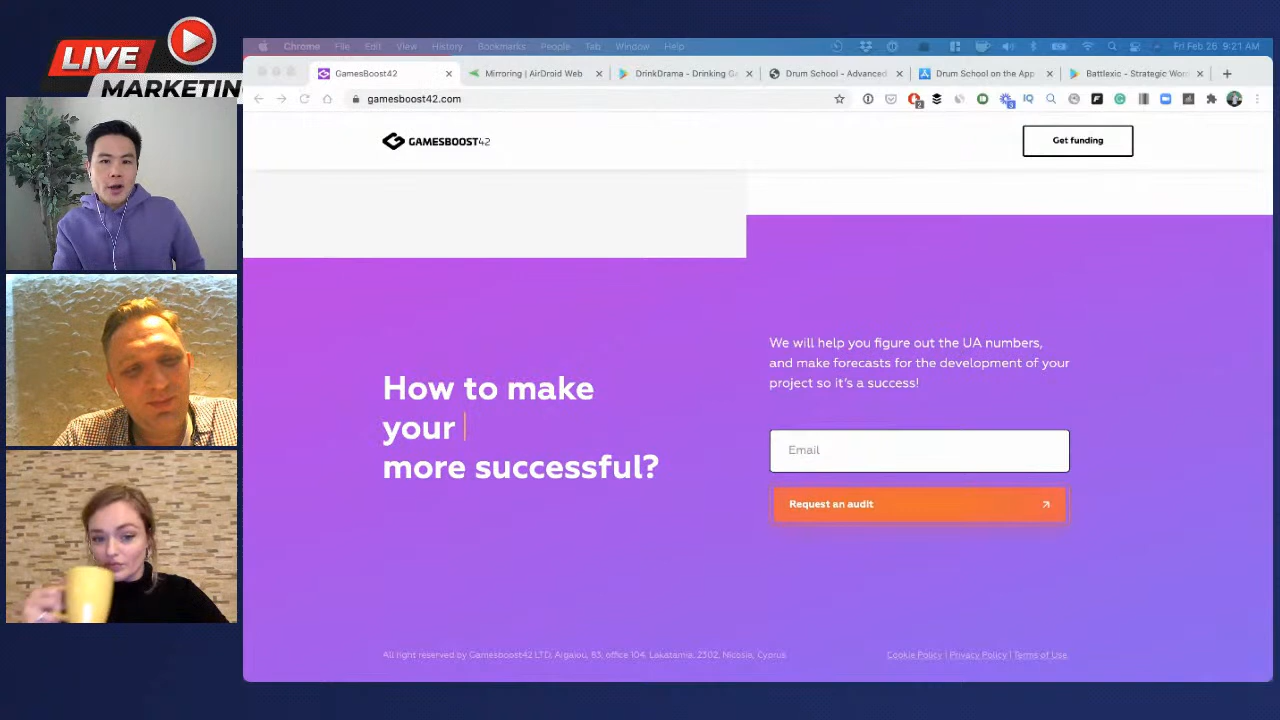 LIVE
MARKETIN
Chrome File Edit View History Bookmarks People Tab Window Help
Fri Feb 26 9:21 AM
GamesBoost42
Mirroring | AirDroid Web
DrinkDrama - Drinking Ga
Drum School - Advanced
Drum School on the App
Battlexic - Strategic Wor
gamesboost42.com
GAMESBOOST42
Get funding
How to make
your
more successful?
We will help you figure out the UA numbers,
and make forecasts for the development of your
project so it's a success!
Email
Request an audit
All right reserved by Gamesboost42 LTD, Aigaiou, 83, office 104, Lakatamia, 2302, Nicosia, Cyprus
Cookie Policy | Privacy Policy | Terms of Use